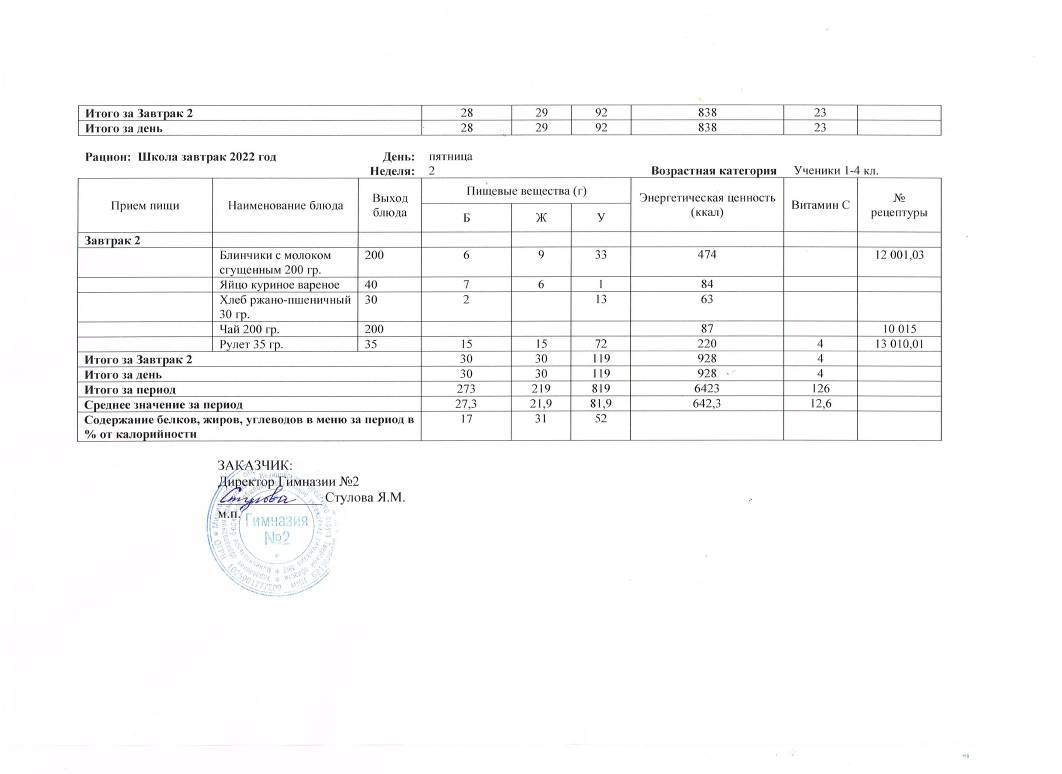 Итого за Завтрак 2 28 29 92 838 23
Итого за день 28 29 92 838 23
Рацион: Школа завтрак 2022 год День: пятница
Неделя: 2 Возрастная категория Ученики 1-4 кл.
Прием пищи Наименование блюда Выход блюда Пищевые вещества (г) Энергетическая ценность (ккал) Витамин С № рецептуры
Б Ж У
Завтрак 2
Блинчики с молоком 200 6 9 33 474 12 001,03
сгущенным 200 гр.
Яйцо куриное вареное 40 7 6 1 84
Хлеб ржано-пшеничный 30 2 13 63
30 гр.
Чай 200 гр. 200 87 10 015
Рулет 35 гр. 35 15 15 72 220 4 13 010,01
Итого за Завтрак 2 30 30 119 928 4
Итого за день 30 30 119 928 4
Итого за период 273 219 819 6423 126
Среднее значение за период 27,3 21,9 81,9 642,3 12,6
Содержание белков, жиров, углеводов в меню за период в 17 31 52
% от калорийности
ЗАКАЗЧИК:
Директор Гимназии №2
Стулова Стулова Я.М.
м.п.
Гимназия
№2